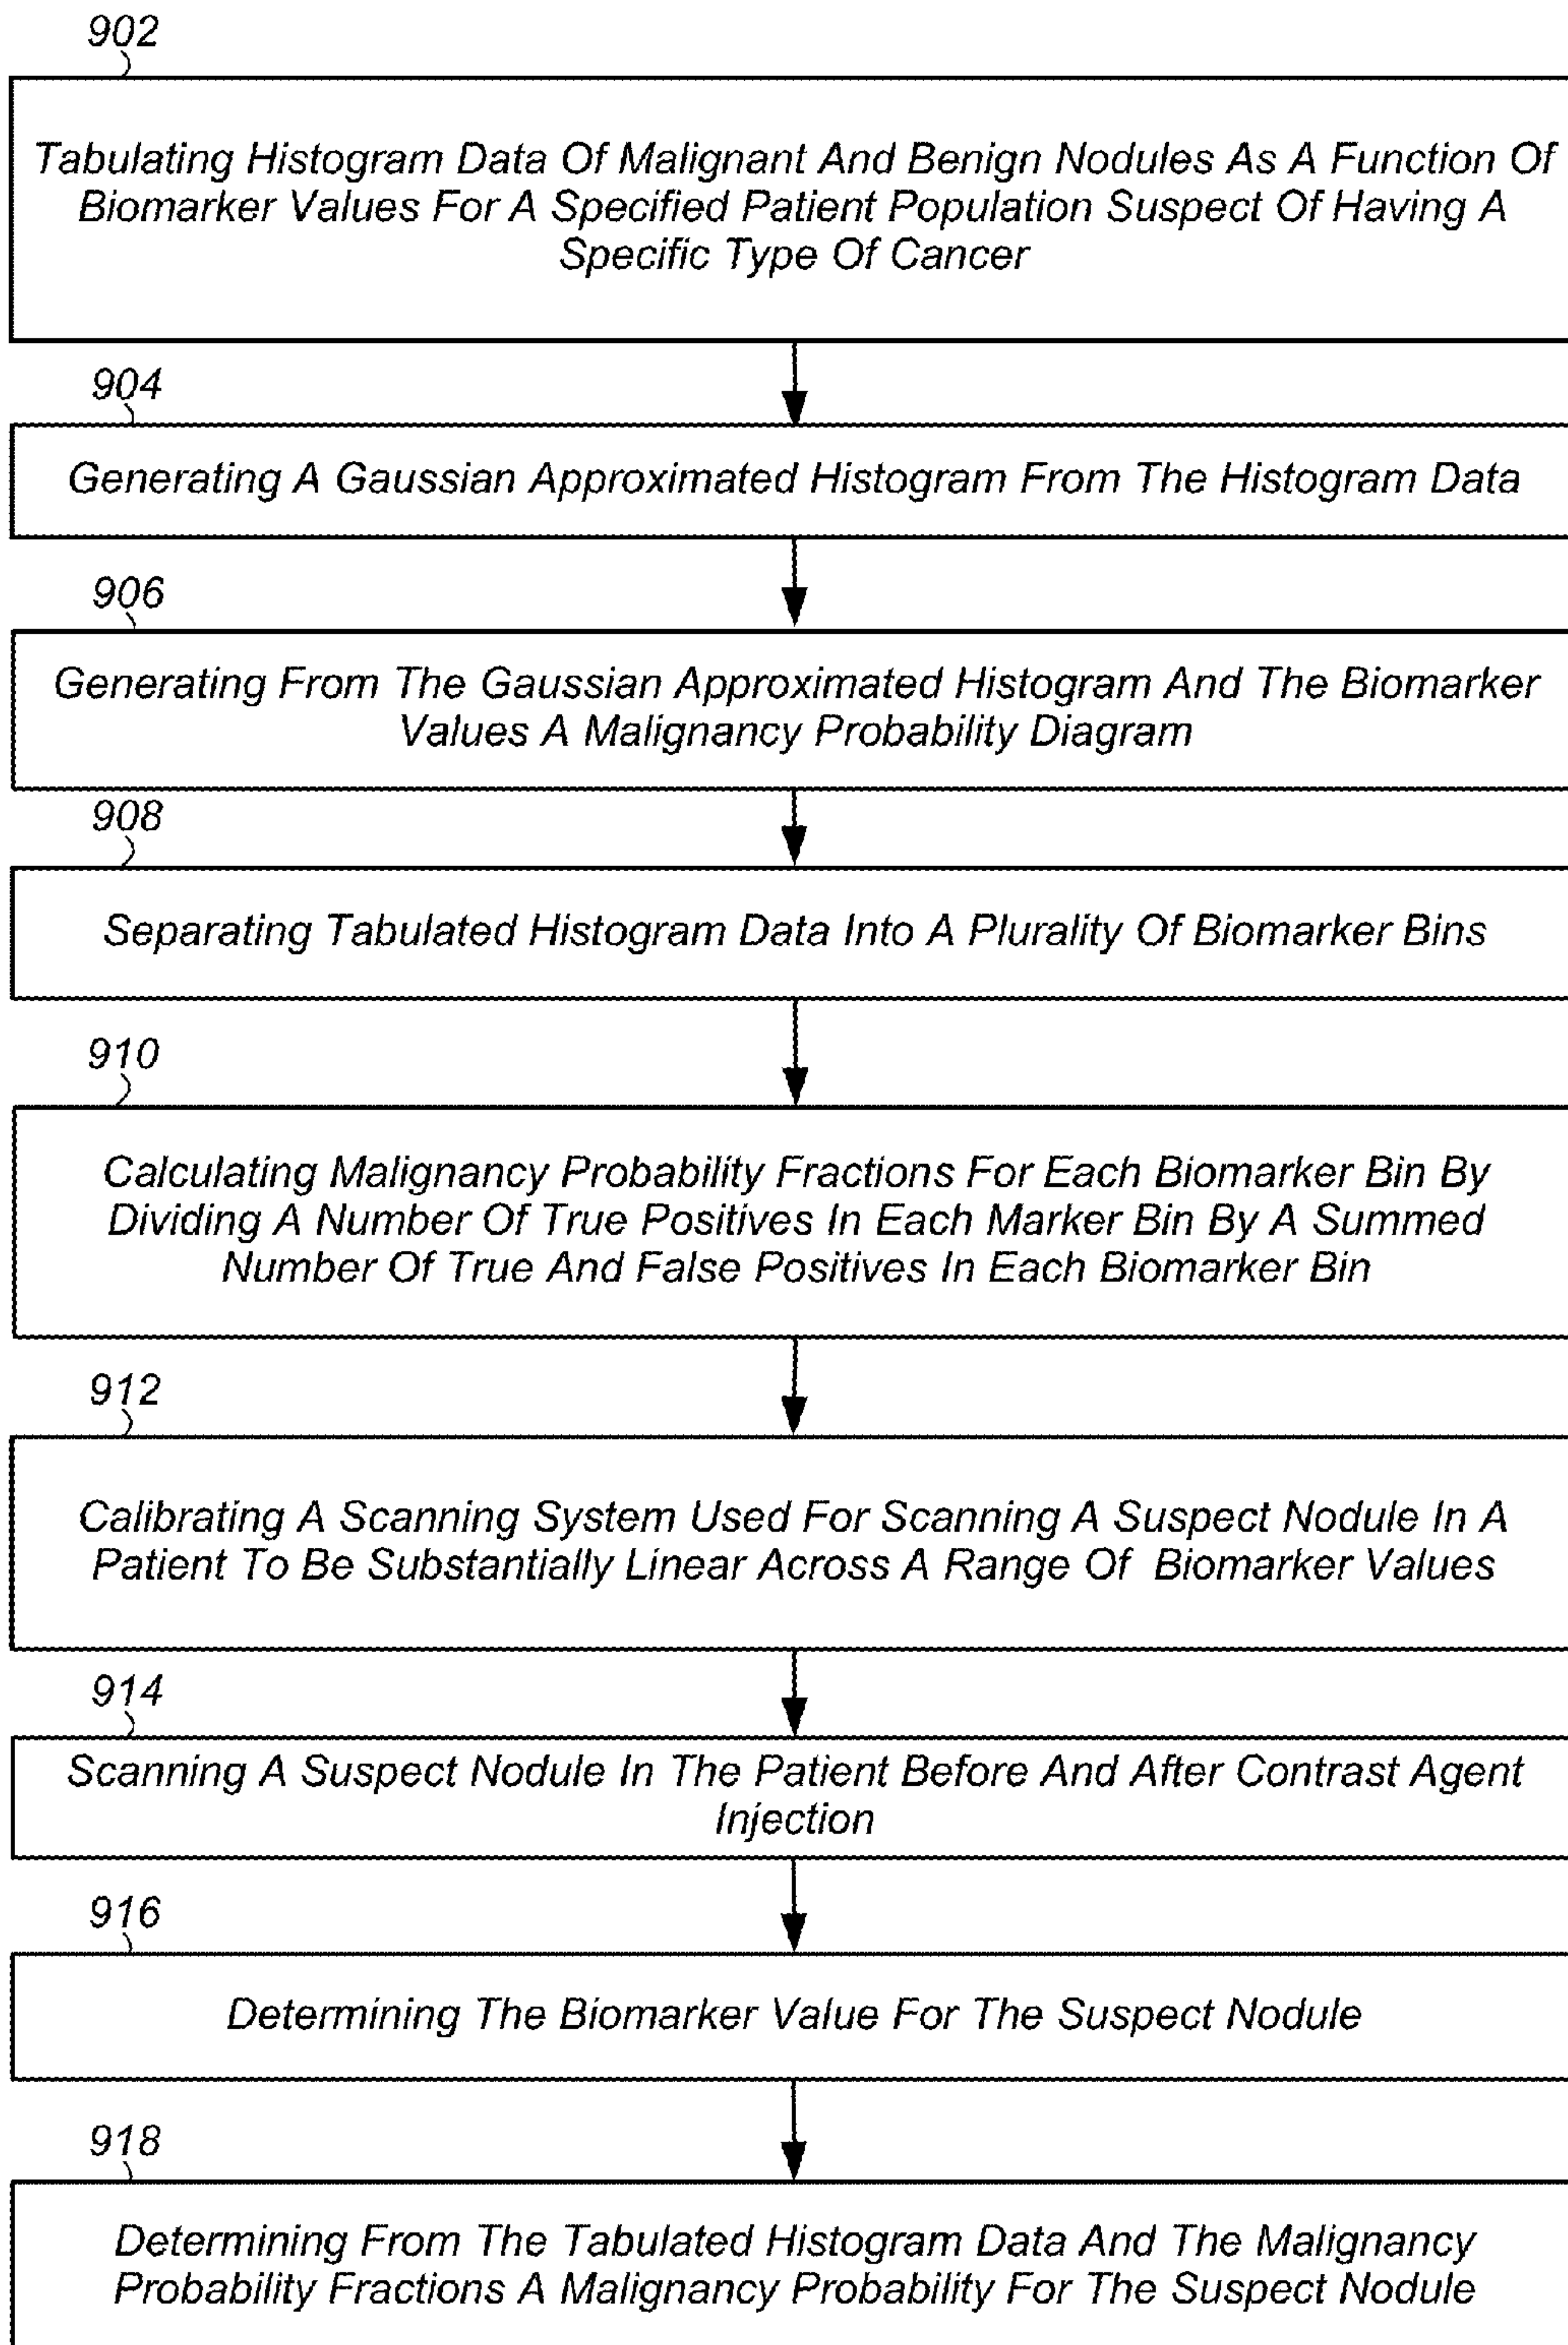 902
Tabulating Histogram Data Of Malignant And Benign Nodules As A Function Of
Biomarker Values For A Specified Patient Population Suspect Of Having A
Specific Type Of Cancer
904
Generating A Gaussian Approximated Histogram From The Histogram Data
906
Generating From The Gaussian Approximated Histogram And The Biomarker
Values A Malignancy Probability Diagram
908
Separating Tabulated Histogram Data Into A Plurality Of Biomarker Bins
910
Calculating Malignancy Probability Fractions For Each Biomarker Bin By
Dividing A Number Of True Positives In Each Marker Bin By A Summed
Number Of True And False Positives In Each Biomarker Bin
912
Calibrating A Scanning System Used For Scanning A Suspect Nodule In A
Patient To Be Substantially Linear Across A Range Of Biomarker Values
914
Scanning A Suspect Nodule In The Patient Before And After Contrast Agent
Injection
916
Determining The Biomarker Value For The Suspect Nodule
918
Determining From The Tabulated Histogram Data And The Malignancy
Probability Fractions A Malignancy Probability For The Suspect Nodule